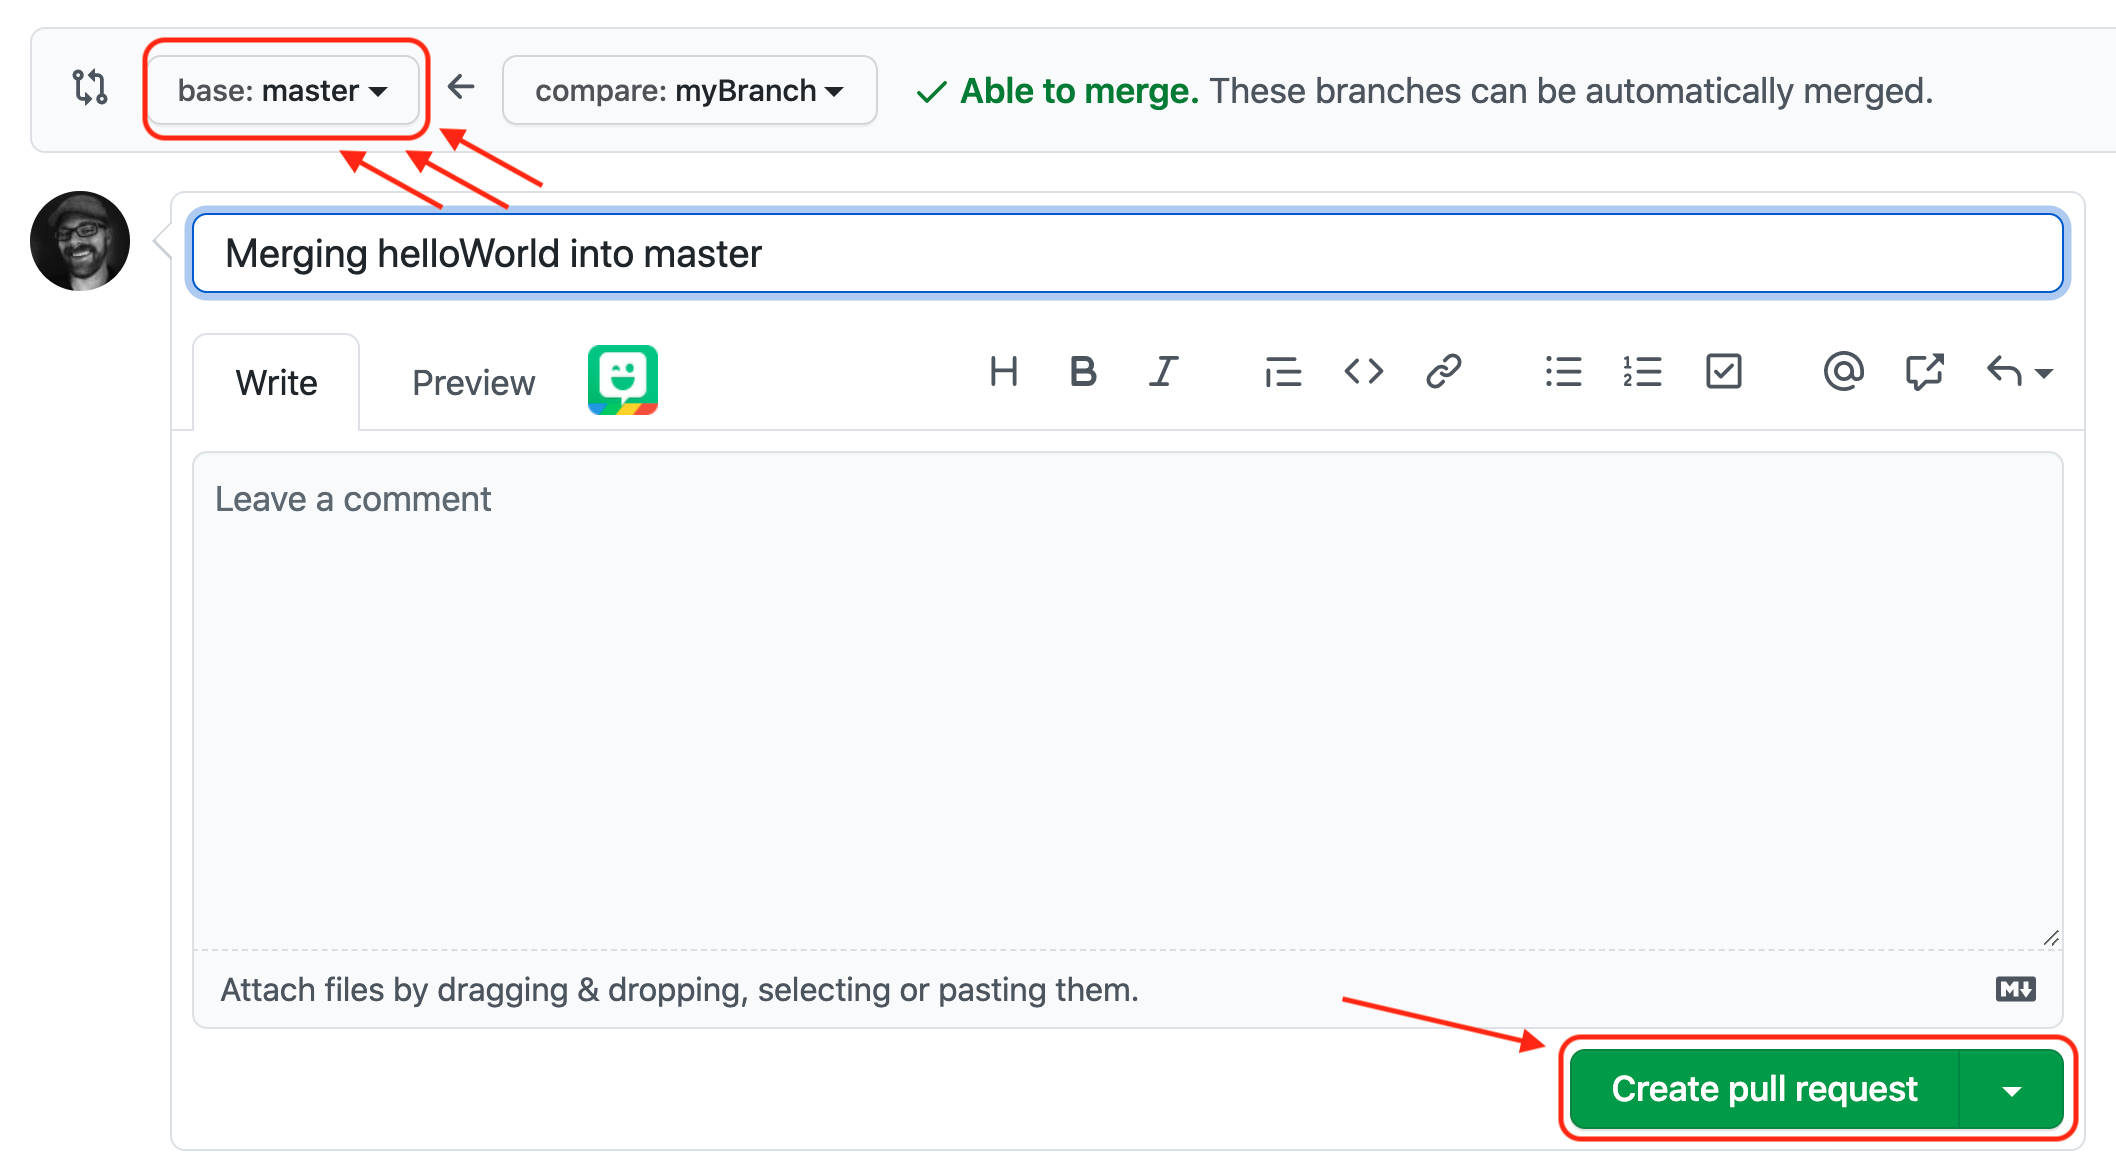 base: master compare: myBranch Able to merge. These branches can be automatically merged.
Merging helloWorld into master
Write Preview
Leave a comment
Attach files by dragging & dropping, selecting or pasting them.
Create pull request